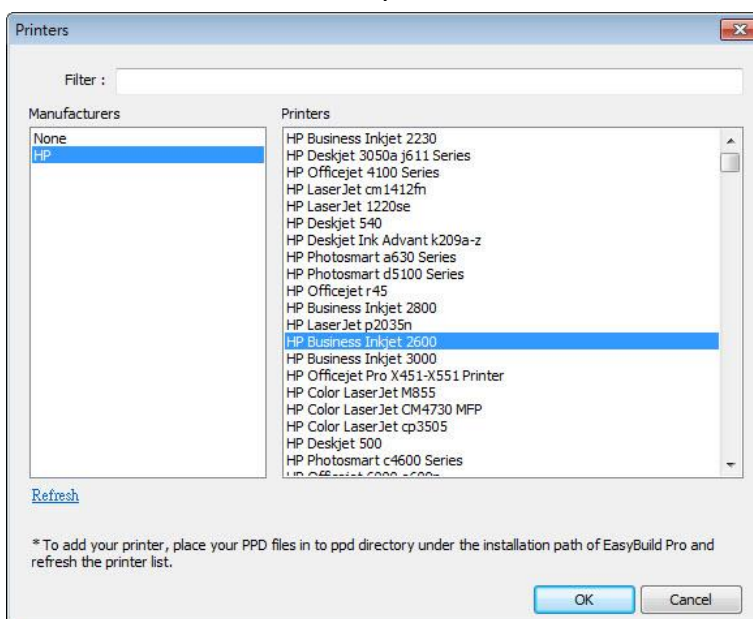 Printers
Filter :
Manufacturers
Printers
None
HP
HP Business Inkjet 2230
HP Deskjet 3050a j611 Series
HP Officejet 4100 Series
HP LaserJet cm1412fn
HP LaserJet 1220se
HP Deskjet 540
HP Deskjet Ink Advant k209a-z
HP Photosmart a630 Series
HP Photosmart d5100 Series
HP Officejet r45
HP Business Inkjet 2800
HP LaserJet p2035n
HP Business Inkjet 2600
HP Business Inkjet 3000
HP Officejet Pro X451-X551 Printer
HP Color LaserJet M855
HP Color LaserJet CM4730 MFP
HP Color LaserJet cp3505
HP Deskjet 500
HP Photosmart c4600 Series
HP Officejet
Refresh
* To add your printer, place your PPD files in to ppd directory under the installation path of EasyBuild Pro and
refresh the printer list.
OK
Cancel